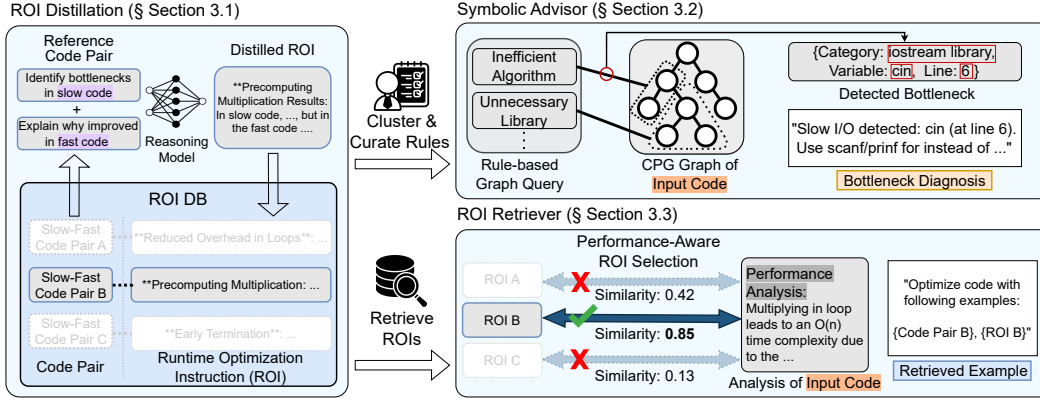 ROI Distillation (§ Section 3.1)
Reference
Code Pair
Identify bottlenecks
in slow code
+
Explain why improved
in fast code
Reasoning
Model
Distilled ROI
**Precomputing
Multiplication Results:
In slow code, ..., but in
the fast code ....
ROI DB
Slow-Fast
Code Pair A
**Reduced Overhead in Loops**: ...
Slow-Fast
Code Pair B
**Precomputing Multiplication: ...
Slow-Fast
Code Pair C
**Early Termination**: ...
Code Pair
Runtime Optimization
Instruction (ROI)
Cluster &
Curate Rules
Retrieve
ROIs
Symbolic Advisor (§ Section 3.2)
Inefficient
Algorithm
Unnecessary
Library
⋮
Rule-based
Graph Query
CPG Graph of
Input Code
{Category: iostream library,
Variable: cin, Line: 6 }
Detected Bottleneck
"Slow I/O detected: cin (at line 6).
Use scanf/prinf for instead of ..."
Bottleneck Diagnosis
ROI Retriever (§ Section 3.3)
Performance-Aware
ROI Selection
ROI A
Similarity: 0.42
ROI B
Similarity: 0.85
ROI C
Similarity: 0.13
Performance
Analysis:
Multiplying in loop
leads to an O(n)
time complexity due
to the ...
Analysis of Input Code
"Optimize code with
following examples:
{Code Pair B}, {ROI B}"
Retrieved Example